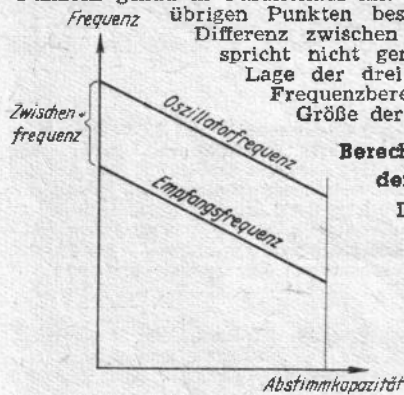 übrigen Punkten bes
Differenz zwischen
spricht nicht ger
Lage der drei
Frequenzbere
Größe der
Berech
der
Frequenz
Zwischen-
frequenz
Oszillatorfrequenz
Empfangsfrequenz
Abstimmkapazität